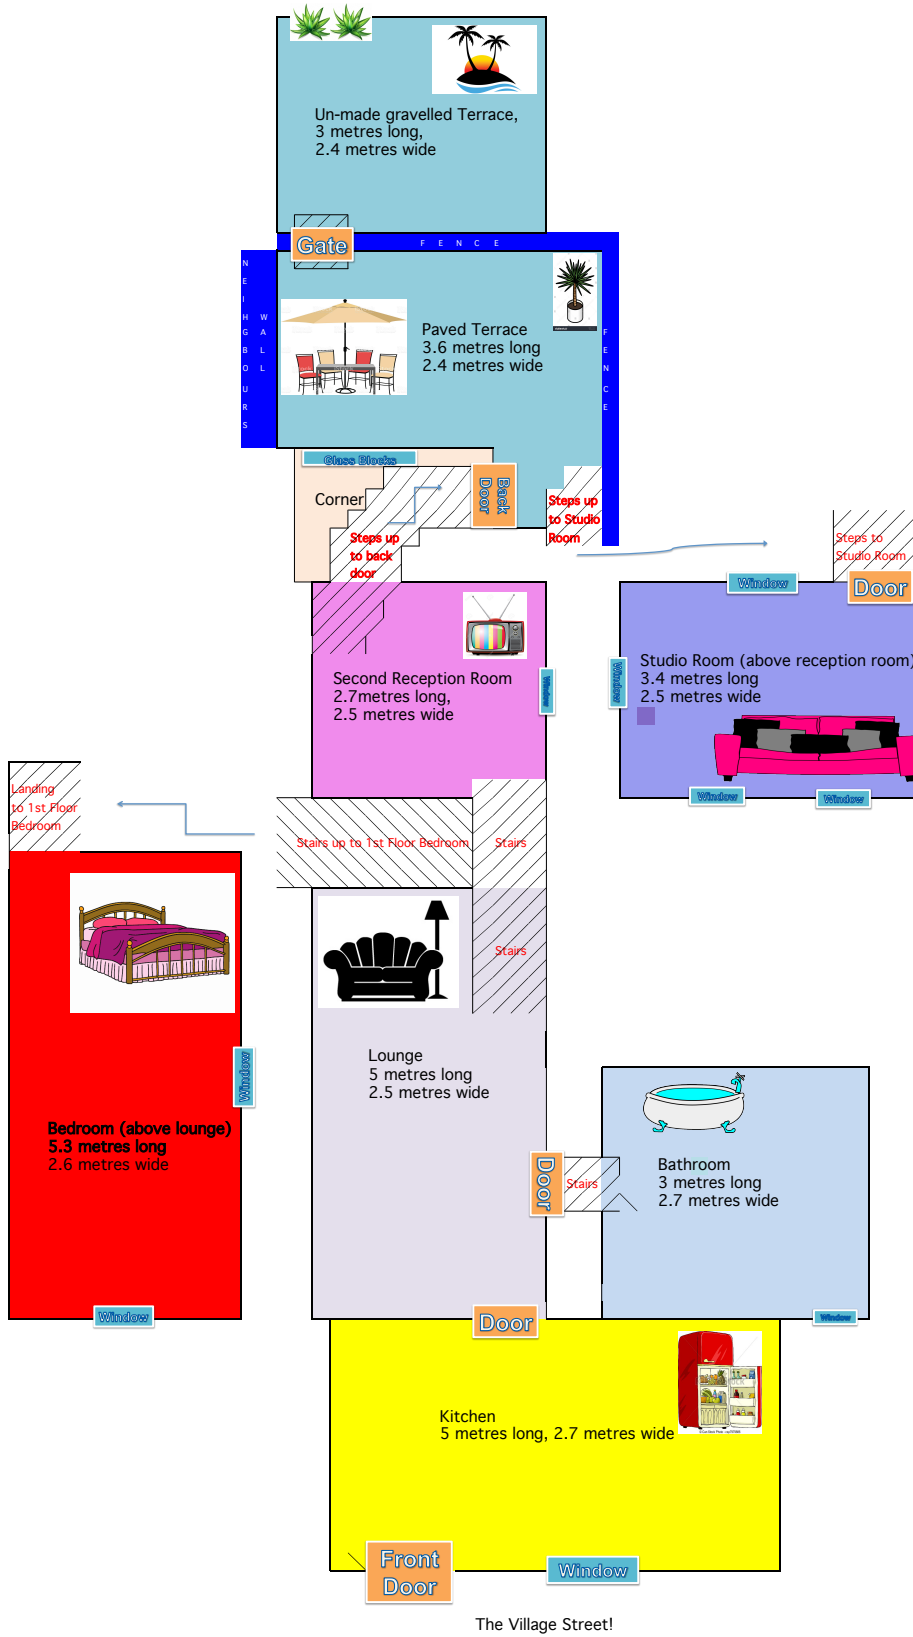 Un-made gravelled Terrace,
3 metres long,
2.4 metres wide
Gate
FENCE
NEIHGBOURS
WALL
Paved Terrace
3.6 metres long
2.4 metres wide
FENCE
Glass Blocks
Corner
Back
Door
Steps up
to back
door
Steps up
to Studio
Room
Steps to
Studio Room
Window
Door
Window
Studio Room (above reception room)
3.4 metres long
2.5 metres wide
Window
Window
Second Reception Room
2.7metres long,
2.5 metres wide
Window
Landing
to 1st Floor
Bedroom
Stairs up to 1st Floor Bedroom
Stairs
Stairs
Lounge
5 metres long
2.5 metres wide
Window
Bedroom (above lounge)
5.3 metres long
2.6 metres wide
Window
Door
Stairs
Bathroom
3 metres long
2.7 metres wide
Window
Door
Kitchen
5 metres long, 2.7 metres wide
Front
Door
Window
The Village Street!